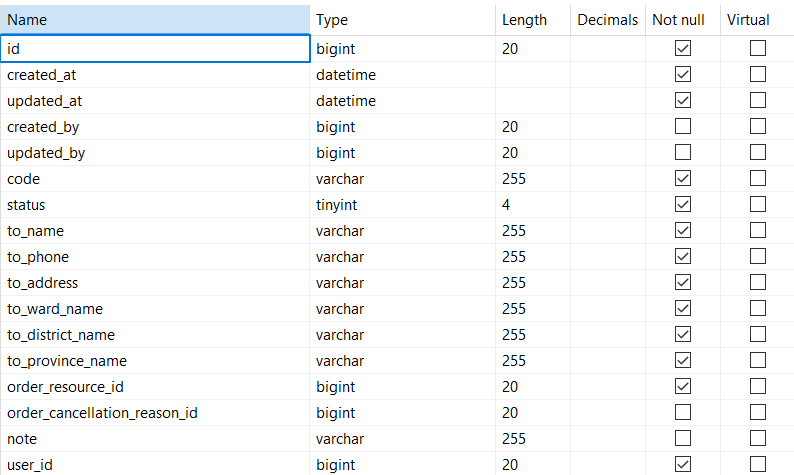 Name Type Length Decimals Not null Virtual
id bigint 20
created_at datetime
updated_at datetime
created_by bigint 20
updated_by bigint 20
code varchar 255
status tinyint 4
to_name varchar 255
to_phone varchar 255
to_address varchar 255
to_ward_name varchar 255
to_district_name varchar 255
to_province_name varchar 255
order_resource_id bigint 20
order_cancellation_reason_id bigint 20
note varchar 255
user_id bigint 20